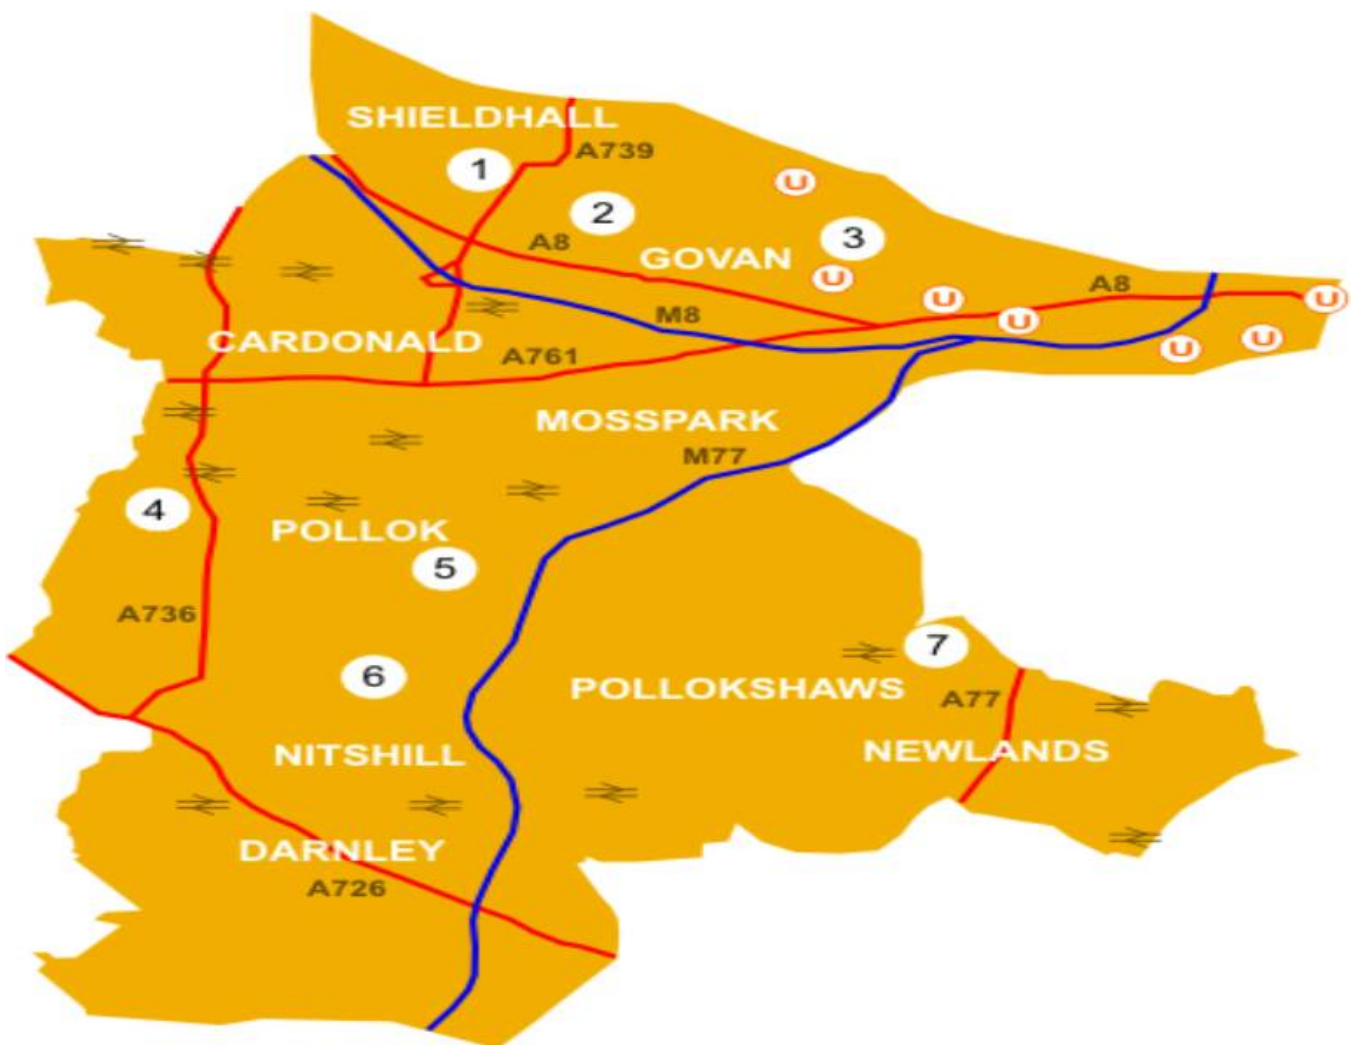 SHIELDHALL
A739
1
U
2
3
A8
GOVAN
U
A8
U
U
M8
U
CARDONALD
A761
U
U
MOSSPARK
M77
4
POLLOK
5
A736
7
6
POLLOKSHAWS
A77
NITSHILL
NEWLANDS
DARNLEY
A726